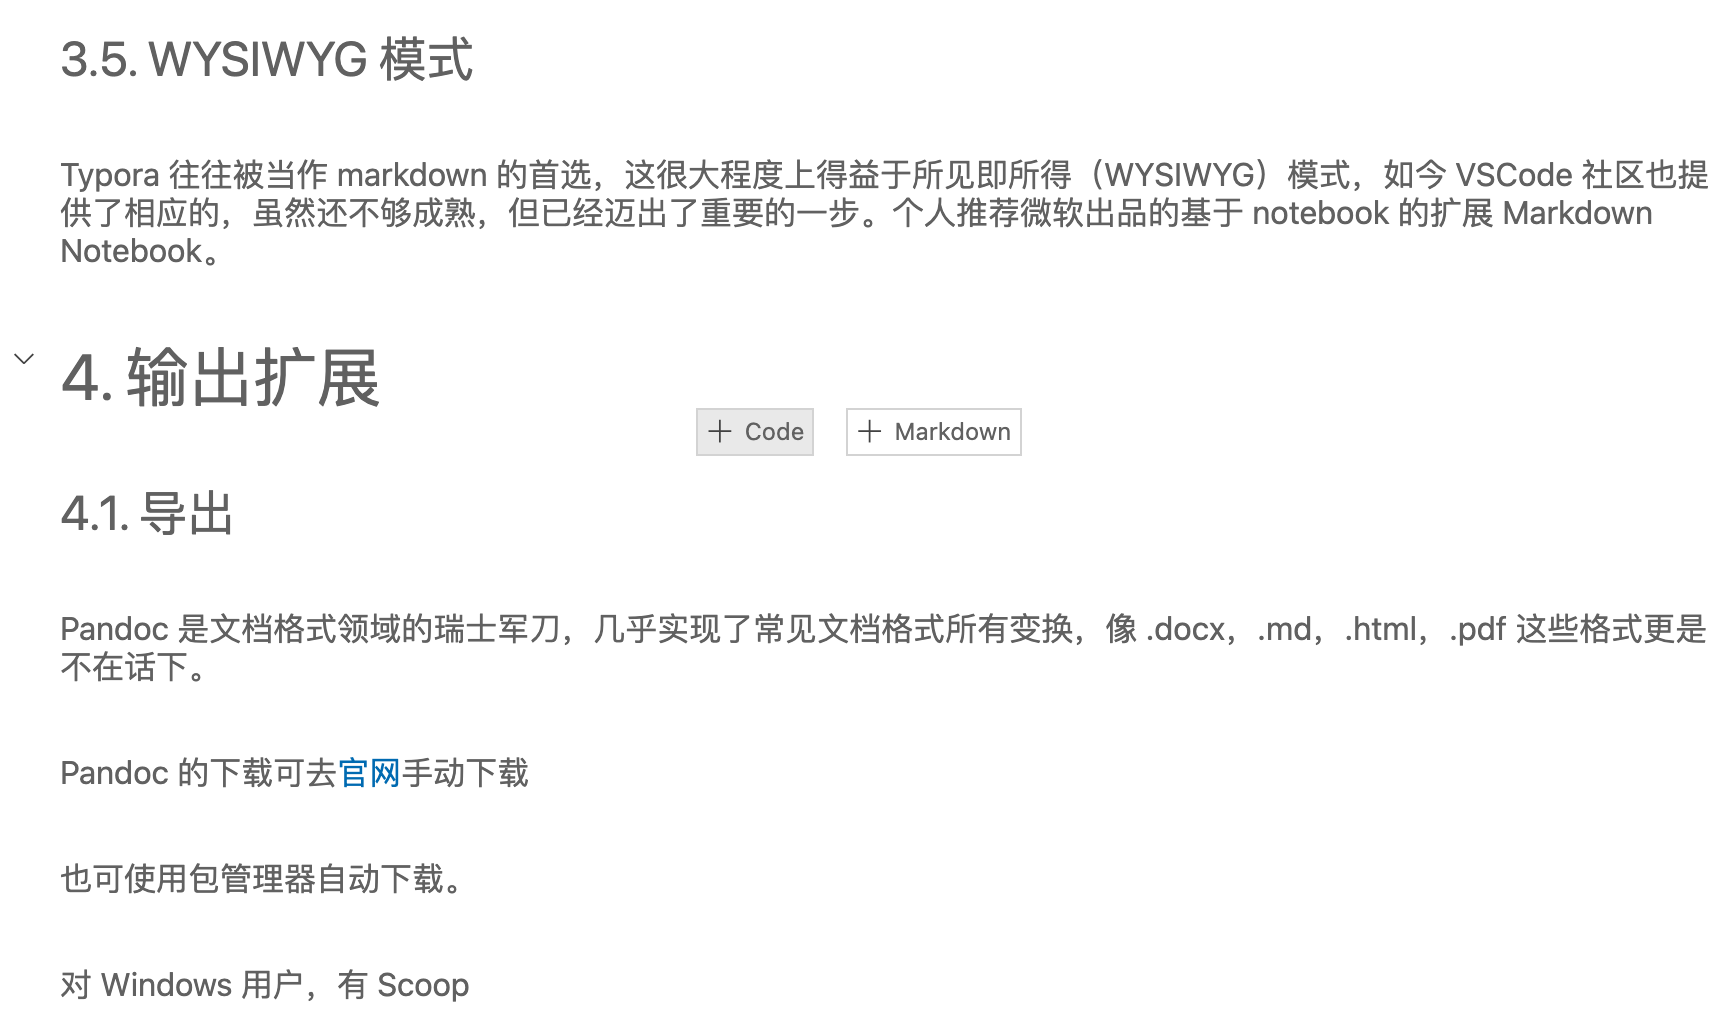 3.5. WYSIWYG 模式
Typora 往往被当作 markdown 的首选，这很大程度上得益于所见即所得（WYSIWYG）模式，如今 VSCode 社区也提
供了相应的，虽然还不够成熟，但已经迈出了重要的一步。个人推荐微软出品的基于 notebook 的扩展 Markdown
Notebook。
4. 输出扩展
+ Code + Markdown
4.1. 导出
Pandoc 是文档格式领域的瑞士军刀，几乎实现了常见文档格式所有变换，像 .docx，.md，.html，.pdf 这些格式更是
不在话下。
Pandoc 的下载可去官网手动下载
也可使用包管理器自动下载。
对 Windows 用户，有 Scoop